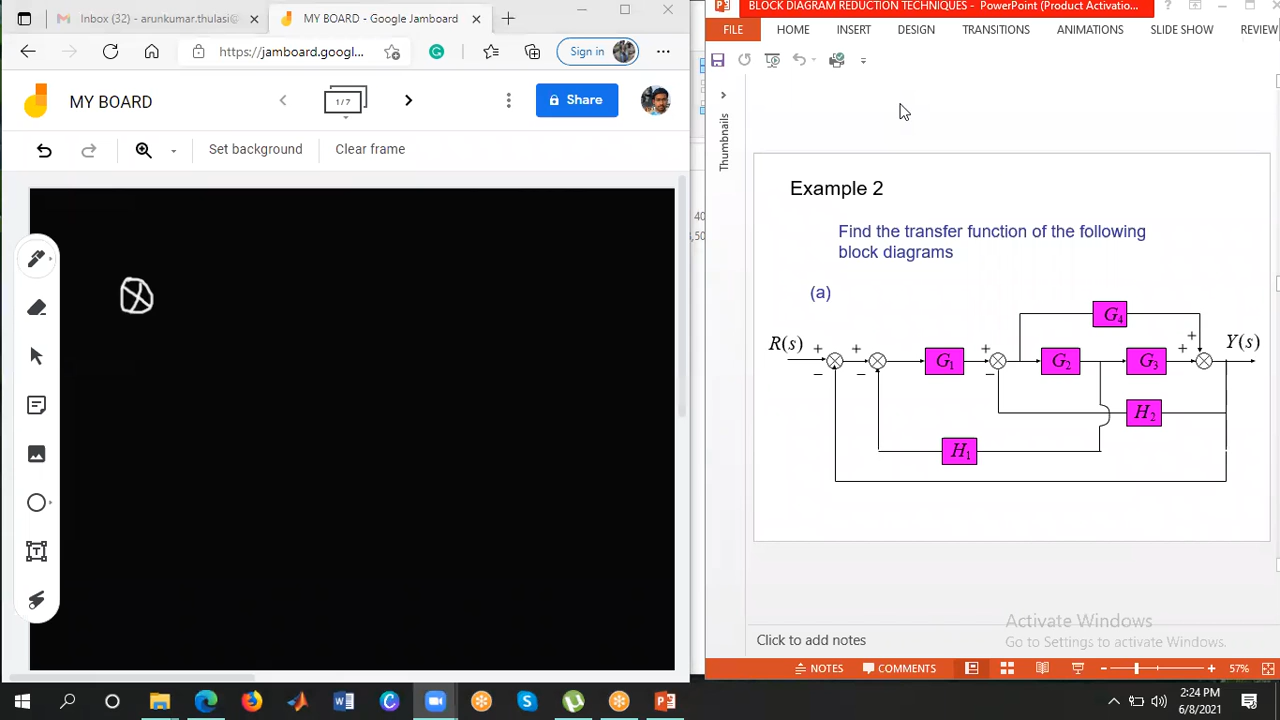 @ arunkumar.thulasi
MY BOARD - Google Jamboard
https://jamboard.googl...
Sign in
MY BOARD
1/7
Share
Set background
Clear frame
BLOCK DIAGRAM REDUCTION TECHNIQUES - PowerPoint (Product Activatio...
FILE HOME INSERT DESIGN TRANSITIONS ANIMATIONS SLIDE SHOW REVIEW
Thumbnails
Example 2
Find the transfer function of the following
block diagrams
(a)
G₄
R(s) + − + − G₁ + − G₂ G₃ + + Y(s)
H₂
H₁
Activate Windows
Go to Settings to activate Windows.
Click to add notes
NOTES COMMENTS 57%
2:24 PM
6/8/2021